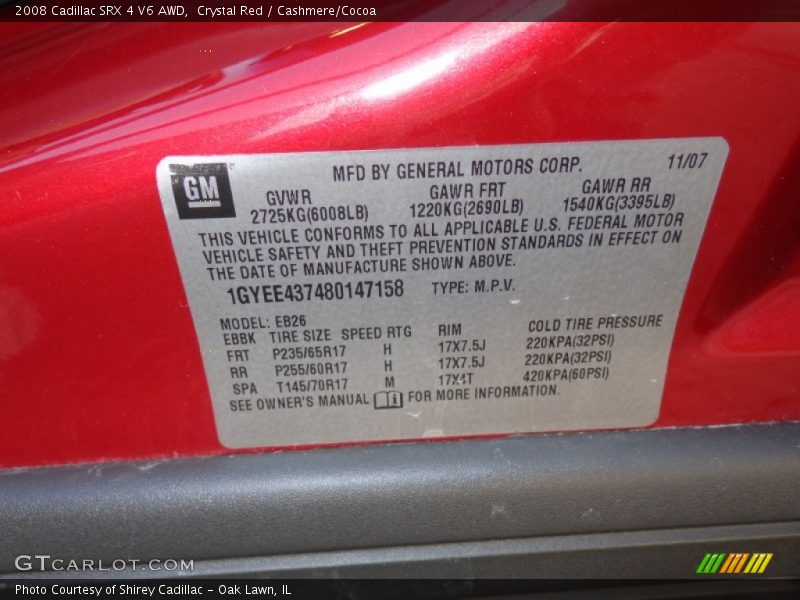 2008 Cadillac SRX 4 V6 AWD,  Crystal Red / Cashmere/Cocoa
MFD BY GENERAL MOTORS CORP. 11/07
GM
GVWR GAWR FRT GAWR RR
2725KG(6008LB) 1220KG(2690LB) 1540KG(3395LB)
THIS VEHICLE CONFORMS TO ALL APPLICABLE U.S. FEDERAL MOTOR
VEHICLE SAFETY AND THEFT PREVENTION STANDARDS IN EFFECT ON
THE DATE OF MANUFACTURE SHOWN ABOVE.
1GYEE437480147158 TYPE: M.P.V.
MODEL: EB26
EBBK TIRE SIZE SPEED RTG RIM COLD TIRE PRESSURE
FRT P235/65R17 H 17X7.5J 220KPA(32PSI)
RR P255/60R17 H 17X7.5J 220KPA(32PSI)
SPA T145/70R17 M 17X4T 420KPA(60PSI)
SEE OWNER'S MANUAL FOR MORE INFORMATION.
GTCARLOT.COM
Photo Courtesy of Shirey Cadillac – Oak Lawn, IL